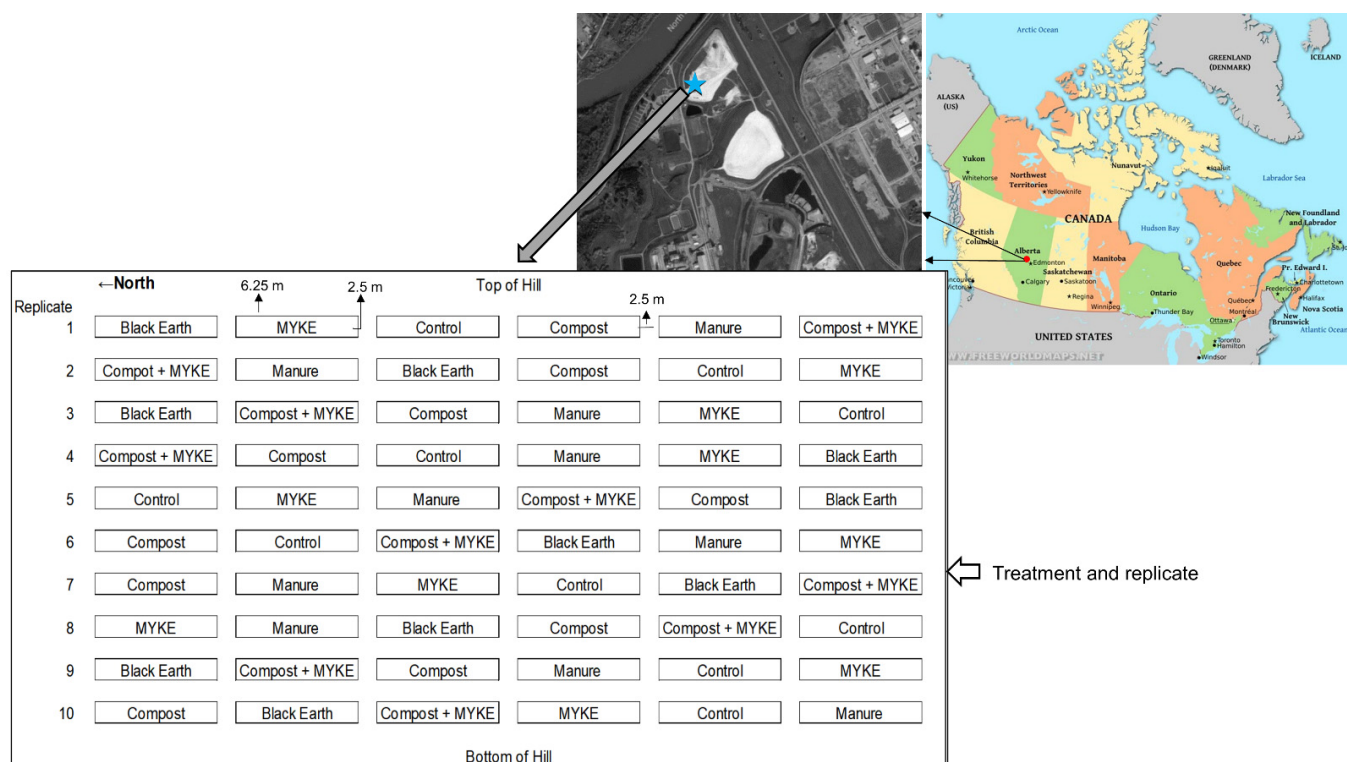 North
Arctic Ocean
GREENLAND
(DENMARK)
ICELAND
ALASKA
(US)
Yukon
Whitehorse
Northwest
Territories
Yellowknife
Nunavut
Iqaluit
Labrador Sea
CANADA
Hudson Bay
British
Columbia
Alberta
Edmonton
Calgary
Saskatchewan
Saskatoon
Regina
Manitoba
Winnipeg
Ontario
Thunder Bay
Quebec
New Foundland
and Labrador
Pr. Edward I.
Charlottetown
Fredericton
Halifax
Nova Scotia
New
Brunswick
Québec
Montréal
Ottawa
Toronto
Hamilton
Windsor
Atlantic Ocean
UNITED STATES
WWW.FREEWORLDMAPS.NET
←North
6.25 m
2.5 m
Top of Hill
2.5 m
Replicate
1 Black Earth MYKE Control Compost Manure Compost + MYKE
2 Compot + MYKE Manure Black Earth Compost Control MYKE
3 Black Earth Compost + MYKE Compost Manure MYKE Control
4 Compost + MYKE Compost Control Manure MYKE Black Earth
5 Control MYKE Manure Compost + MYKE Compost Black Earth
6 Compost Control Compost + MYKE Black Earth Manure MYKE
7 Compost Manure MYKE Control Black Earth Compost + MYKE
8 MYKE Manure Black Earth Compost Compost + MYKE Control
9 Black Earth Compost + MYKE Compost Manure Control MYKE
10 Compost Black Earth Compost + MYKE MYKE Control Manure
Bottom of Hill
Treatment and replicate